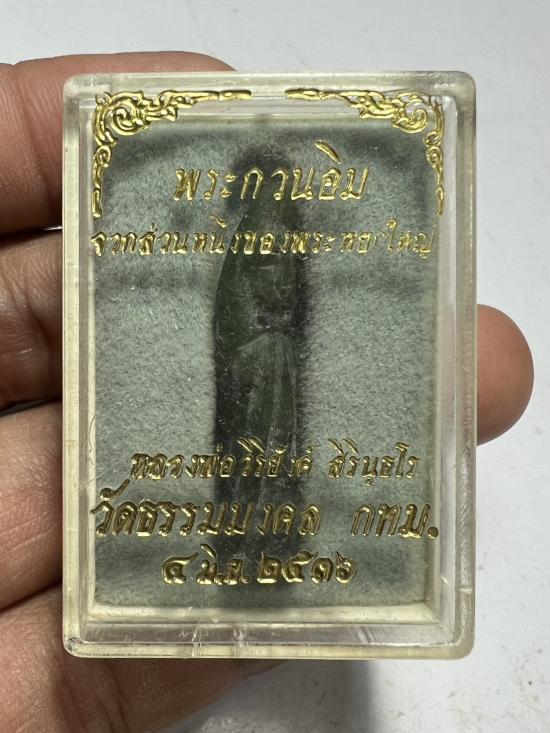 พระกวนอิม
จากส่วนหนึ่งของพระหยกใหญ่
หลวงพ่อวิริยังค์ สิรินฺธโร
วัดธรรมมงคล กทม.
๔ มิ.ย. ๒๕๓๖